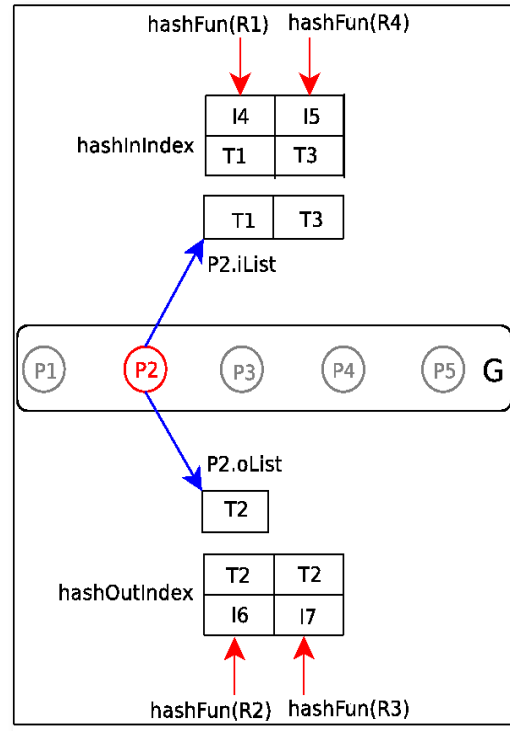 hashFun(R1) hashFun(R4)
I4 I5
hashInIndex
T1 T3
T1 T3
P2.iList
P1 P2 P3 P4 P5 G
P2.oList
T2
T2 T2
hashOutIndex
I6 I7
hashFun(R2) hashFun(R3)